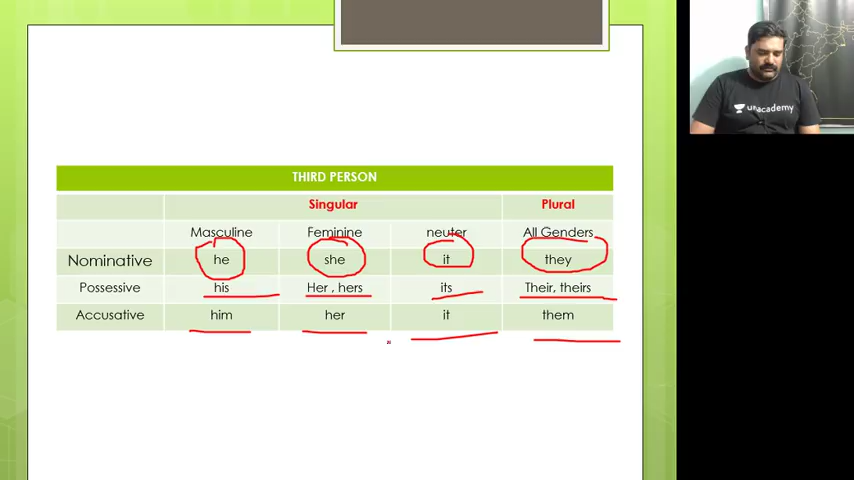 unacademy
THIRD PERSON
Singular Plural
Masculine Feminine neuter All Genders
Nominative he she it they
Possessive his Her , hers its Their, theirs
Accusative him her it them